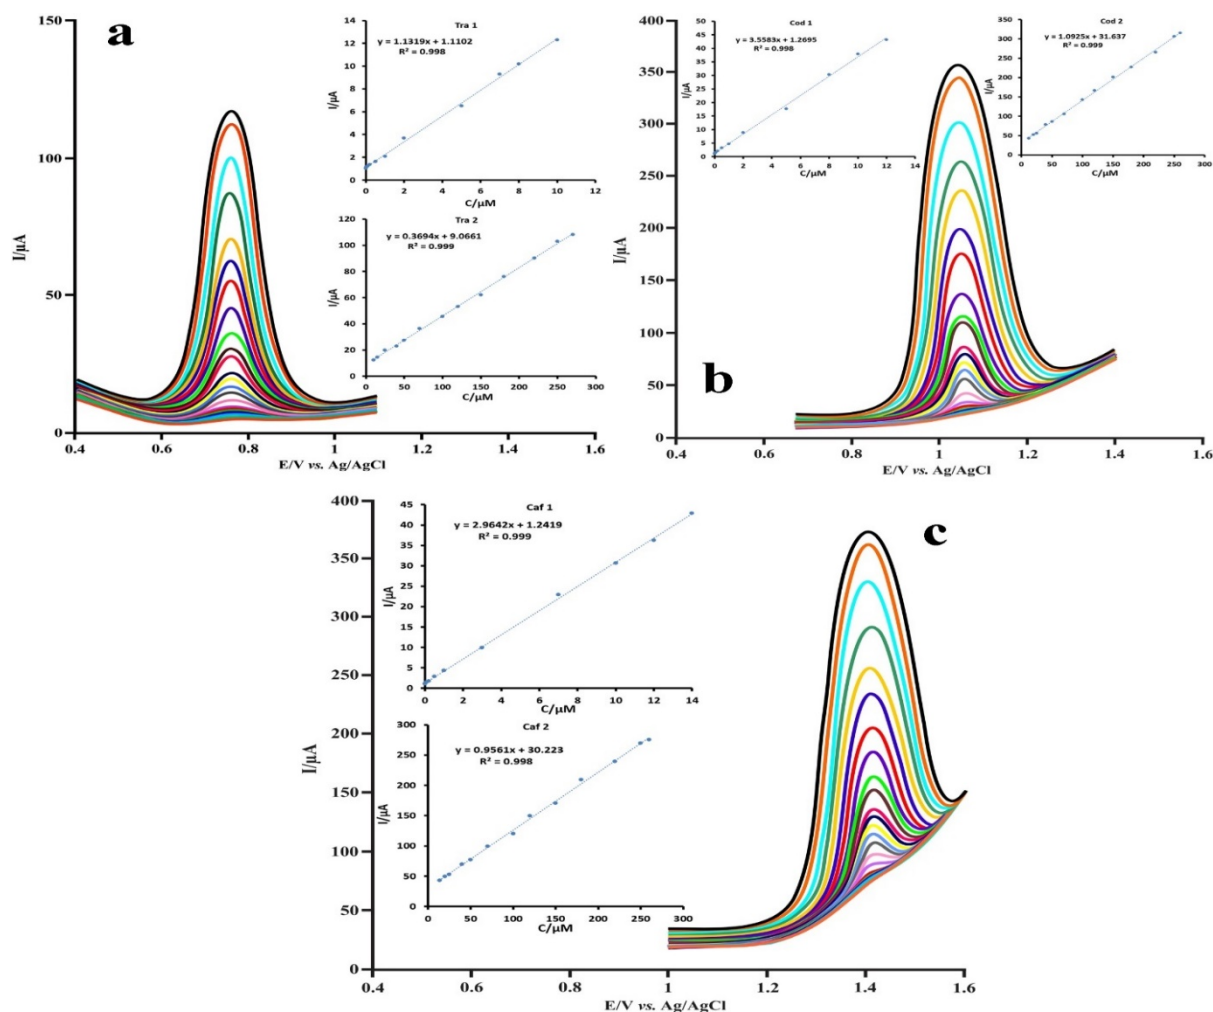 a
150
100
50
0
I/µA
0.4 0.6 0.8 1 1.2 1.4 1.6
E/V vs. Ag/AgCl
Tra 1
y = 1.1319x + 1.1102
R² = 0.998
14
12
10
8
6
4
2
0
I/µA
0 2 4 6 8 10 12
C/µM
Tra 2
y = 0.3694x + 9.0661
R² = 0.999
120
100
80
60
40
20
0
I/µA
0 50 100 150 200 250 300
C/µM
b
400
350
300
250
200
150
100
50
0
I/µA
0.4 0.6 0.8 1 1.2 1.4 1.6
E/V vs. Ag/AgCl
Cod 1
y = 3.5583x + 1.2695
R² = 0.998
50
45
40
35
30
25
20
15
10
5
0
I/µA
0 2 4 6 8 10 12 14
C/µM
Cod 2
y = 1.0925x + 31.637
R² = 0.999
350
300
250
200
150
100
50
0
I/µA
0 50 100 150 200 250 300
C/µM
c
400
350
300
250
200
150
100
50
0
I/µA
0.4 0.6 0.8 1 1.2 1.4 1.6
E/V vs. Ag/AgCl
Caf 1
y = 2.9642x + 1.2419
R² = 0.999
45
40
35
30
25
20
15
10
5
0
I/µA
0 2 4 6 8 10 12 14
C/µM
Caf 2
y = 0.9561x + 30.223
R² = 0.998
300
250
200
150
100
50
0
I/µA
0 50 100 150 200 250 300
C/µM